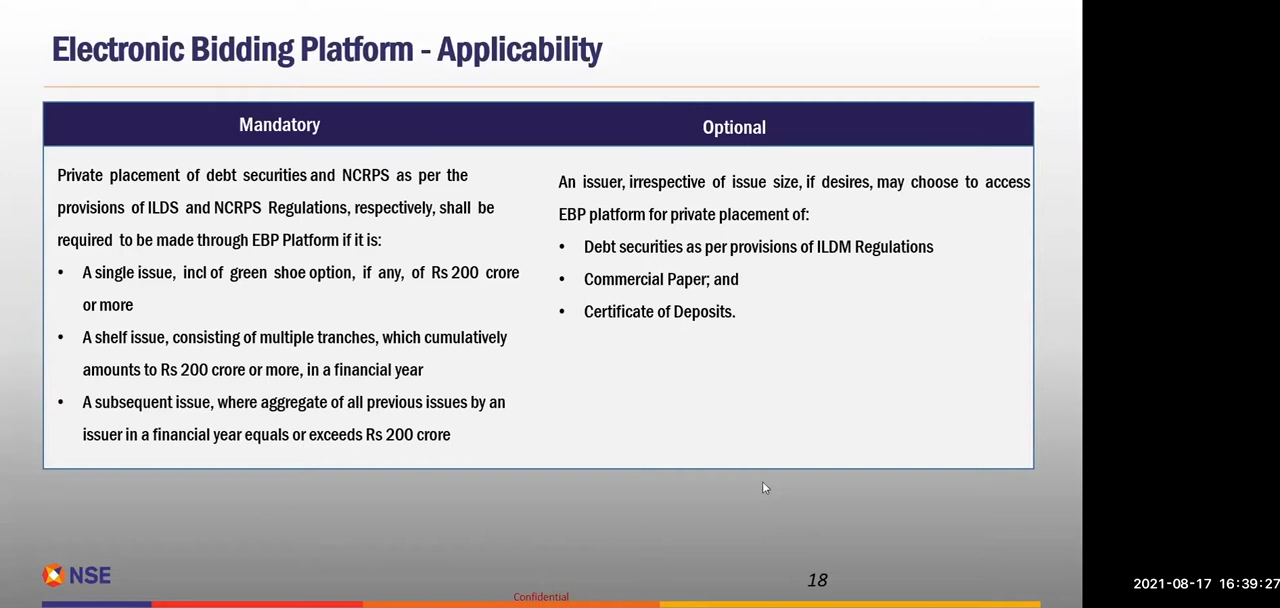 Electronic Bidding Platform - Applicability
Mandatory
Private placement of debt securities and NCRPS as per the
provisions of ILDS and NCRPS Regulations, respectively, shall be
required to be made through EBP Platform if it is:
• A single issue, incl of green shoe option, if any, of Rs 200 crore
or more
• A shelf issue, consisting of multiple tranches, which cumulatively
amounts to Rs 200 crore or more, in a financial year
• A subsequent issue, where aggregate of all previous issues by an
issuer in a financial year equals or exceeds Rs 200 crore
Optional
An issuer, irrespective of issue size, if desires, may choose to access
EBP platform for private placement of:
• Debt securities as per provisions of ILDM Regulations
• Commercial Paper; and
• Certificate of Deposits.
NSE
18
Confidential
2021-08-17 16:39:27